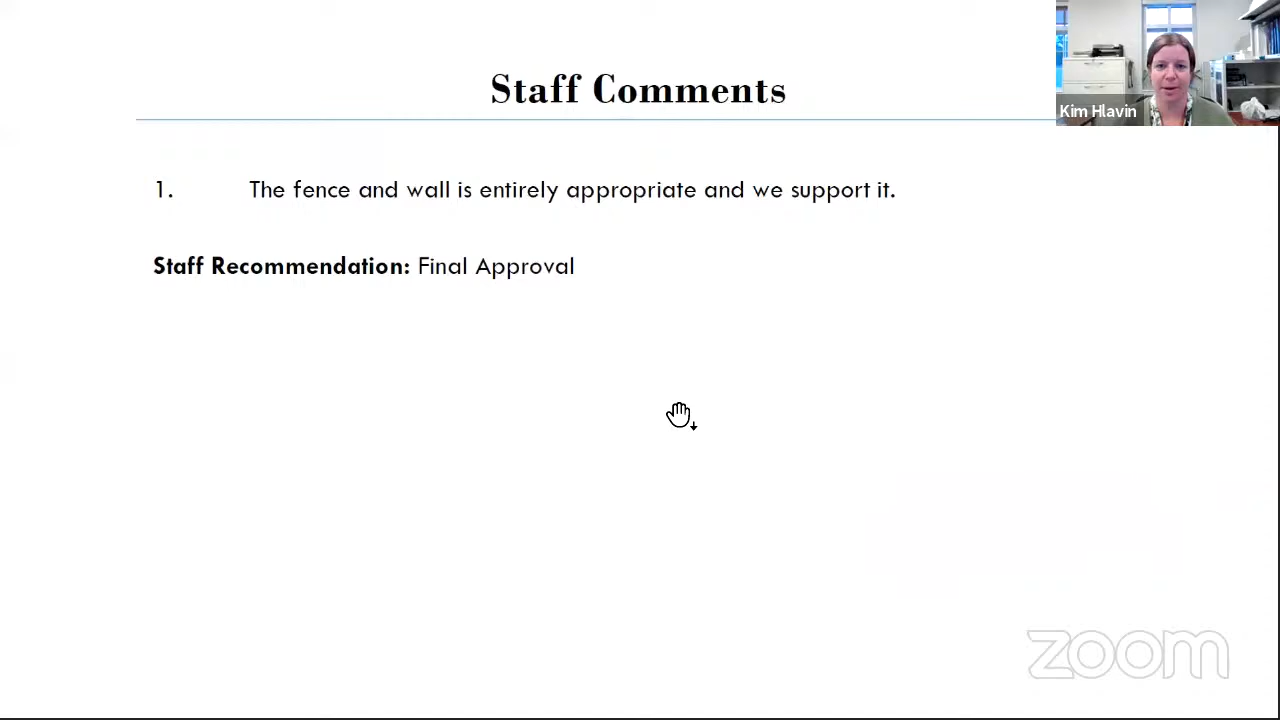 Staff Comments
Kim Hlavin
1. The fence and wall is entirely appropriate and we support it.
Staff Recommendation: Final Approval
zoom